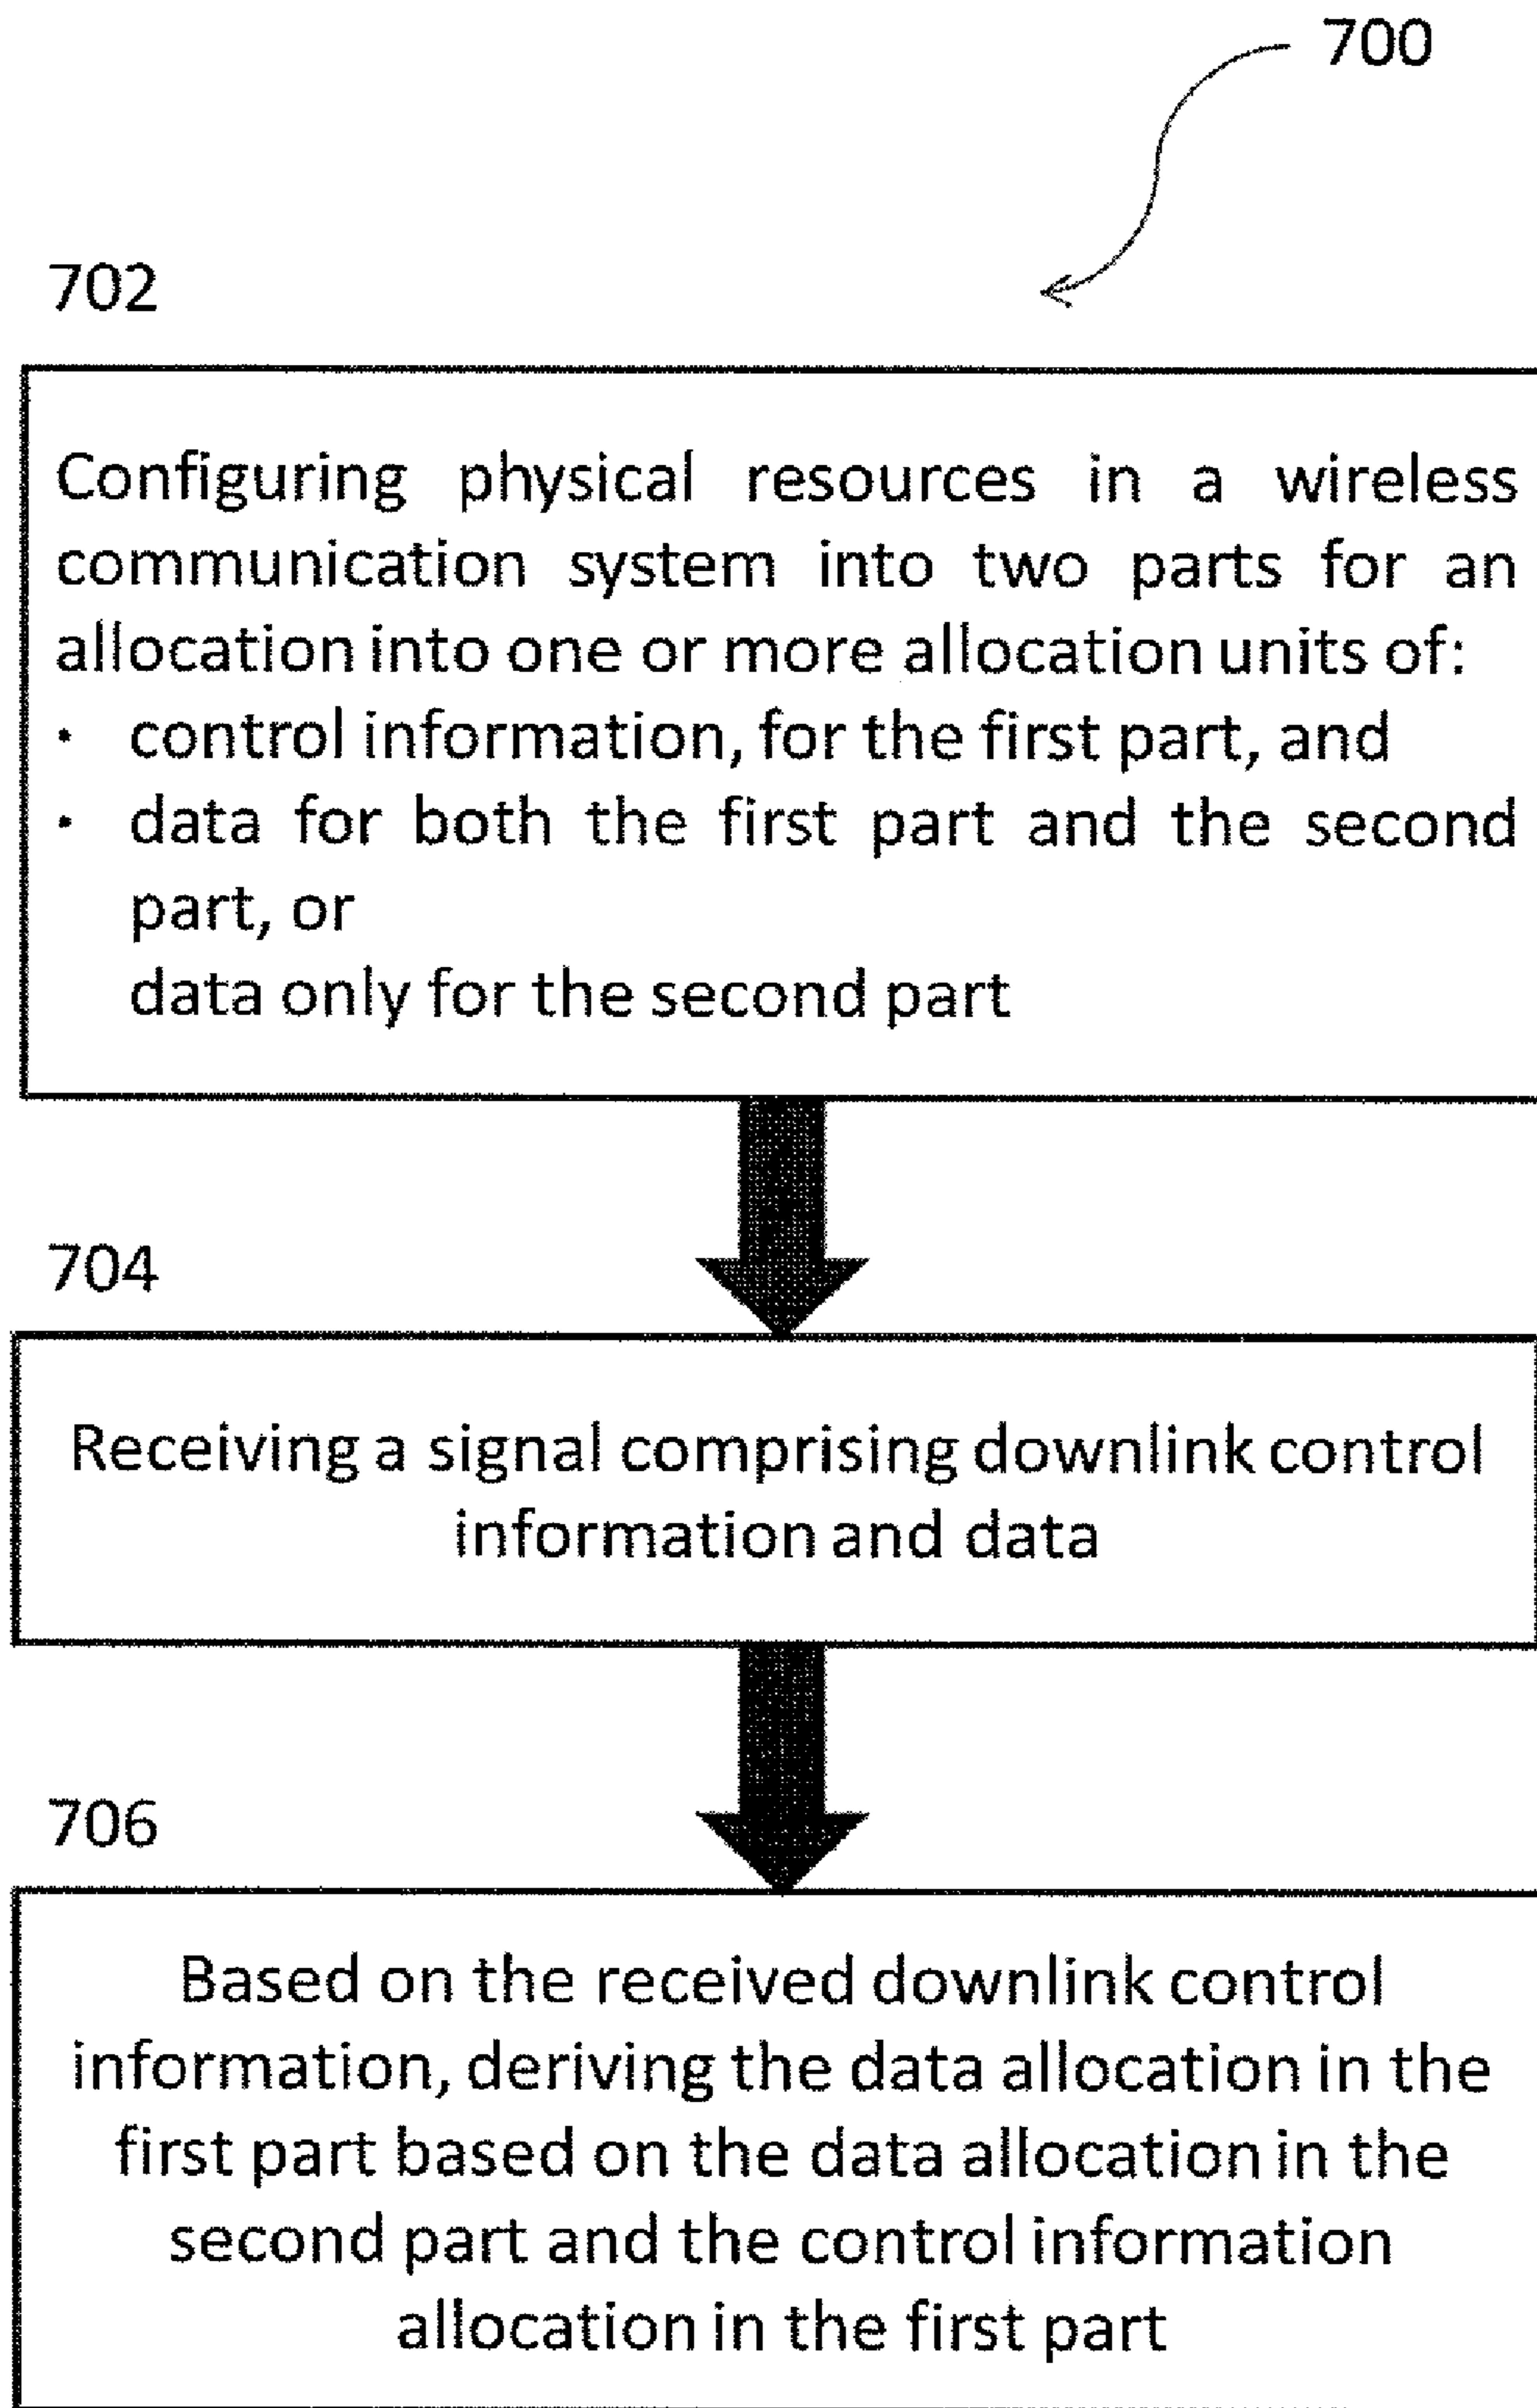 700
702
Configuring physical resources in a wireless
communication system into two parts for an
allocation into one or more allocation units of:
· control information, for the first part, and
· data for both the first part and the second
part, or
data only for the second part
704
Receiving a signal comprising downlink control
information and data
706
Based on the received downlink control
information, deriving the data allocation in the
first part based on the data allocation in the
second part and the control information
allocation in the first part